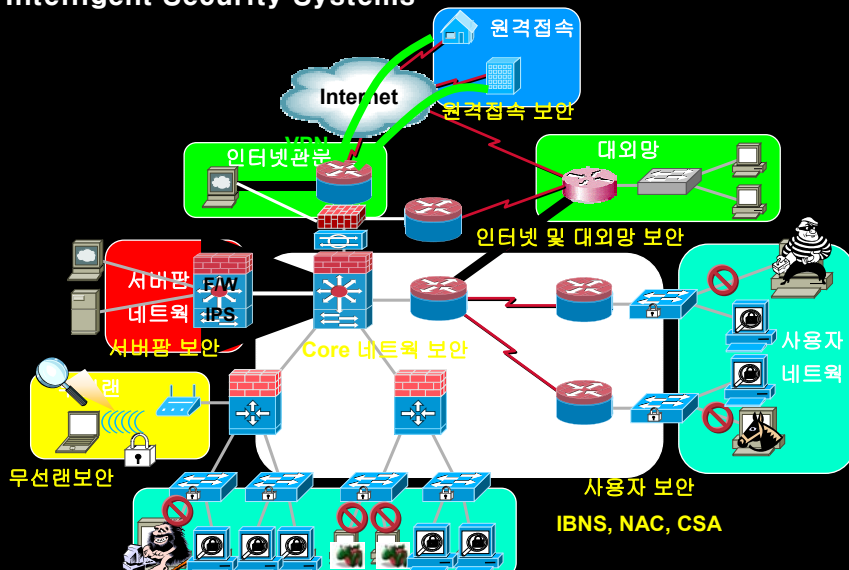 Intelligent Security Systems
원격접속
Internet
원격접속 보안
VPN
인터넷관문
대외망
인터넷 및 대외망 보안
서버팜
네트웍
F/W
IPS
서버팜 보안
Core 네트웍 보안
사용자
네트웍
무선랜보안
사용자 보안
IBNS, NAC, CSA